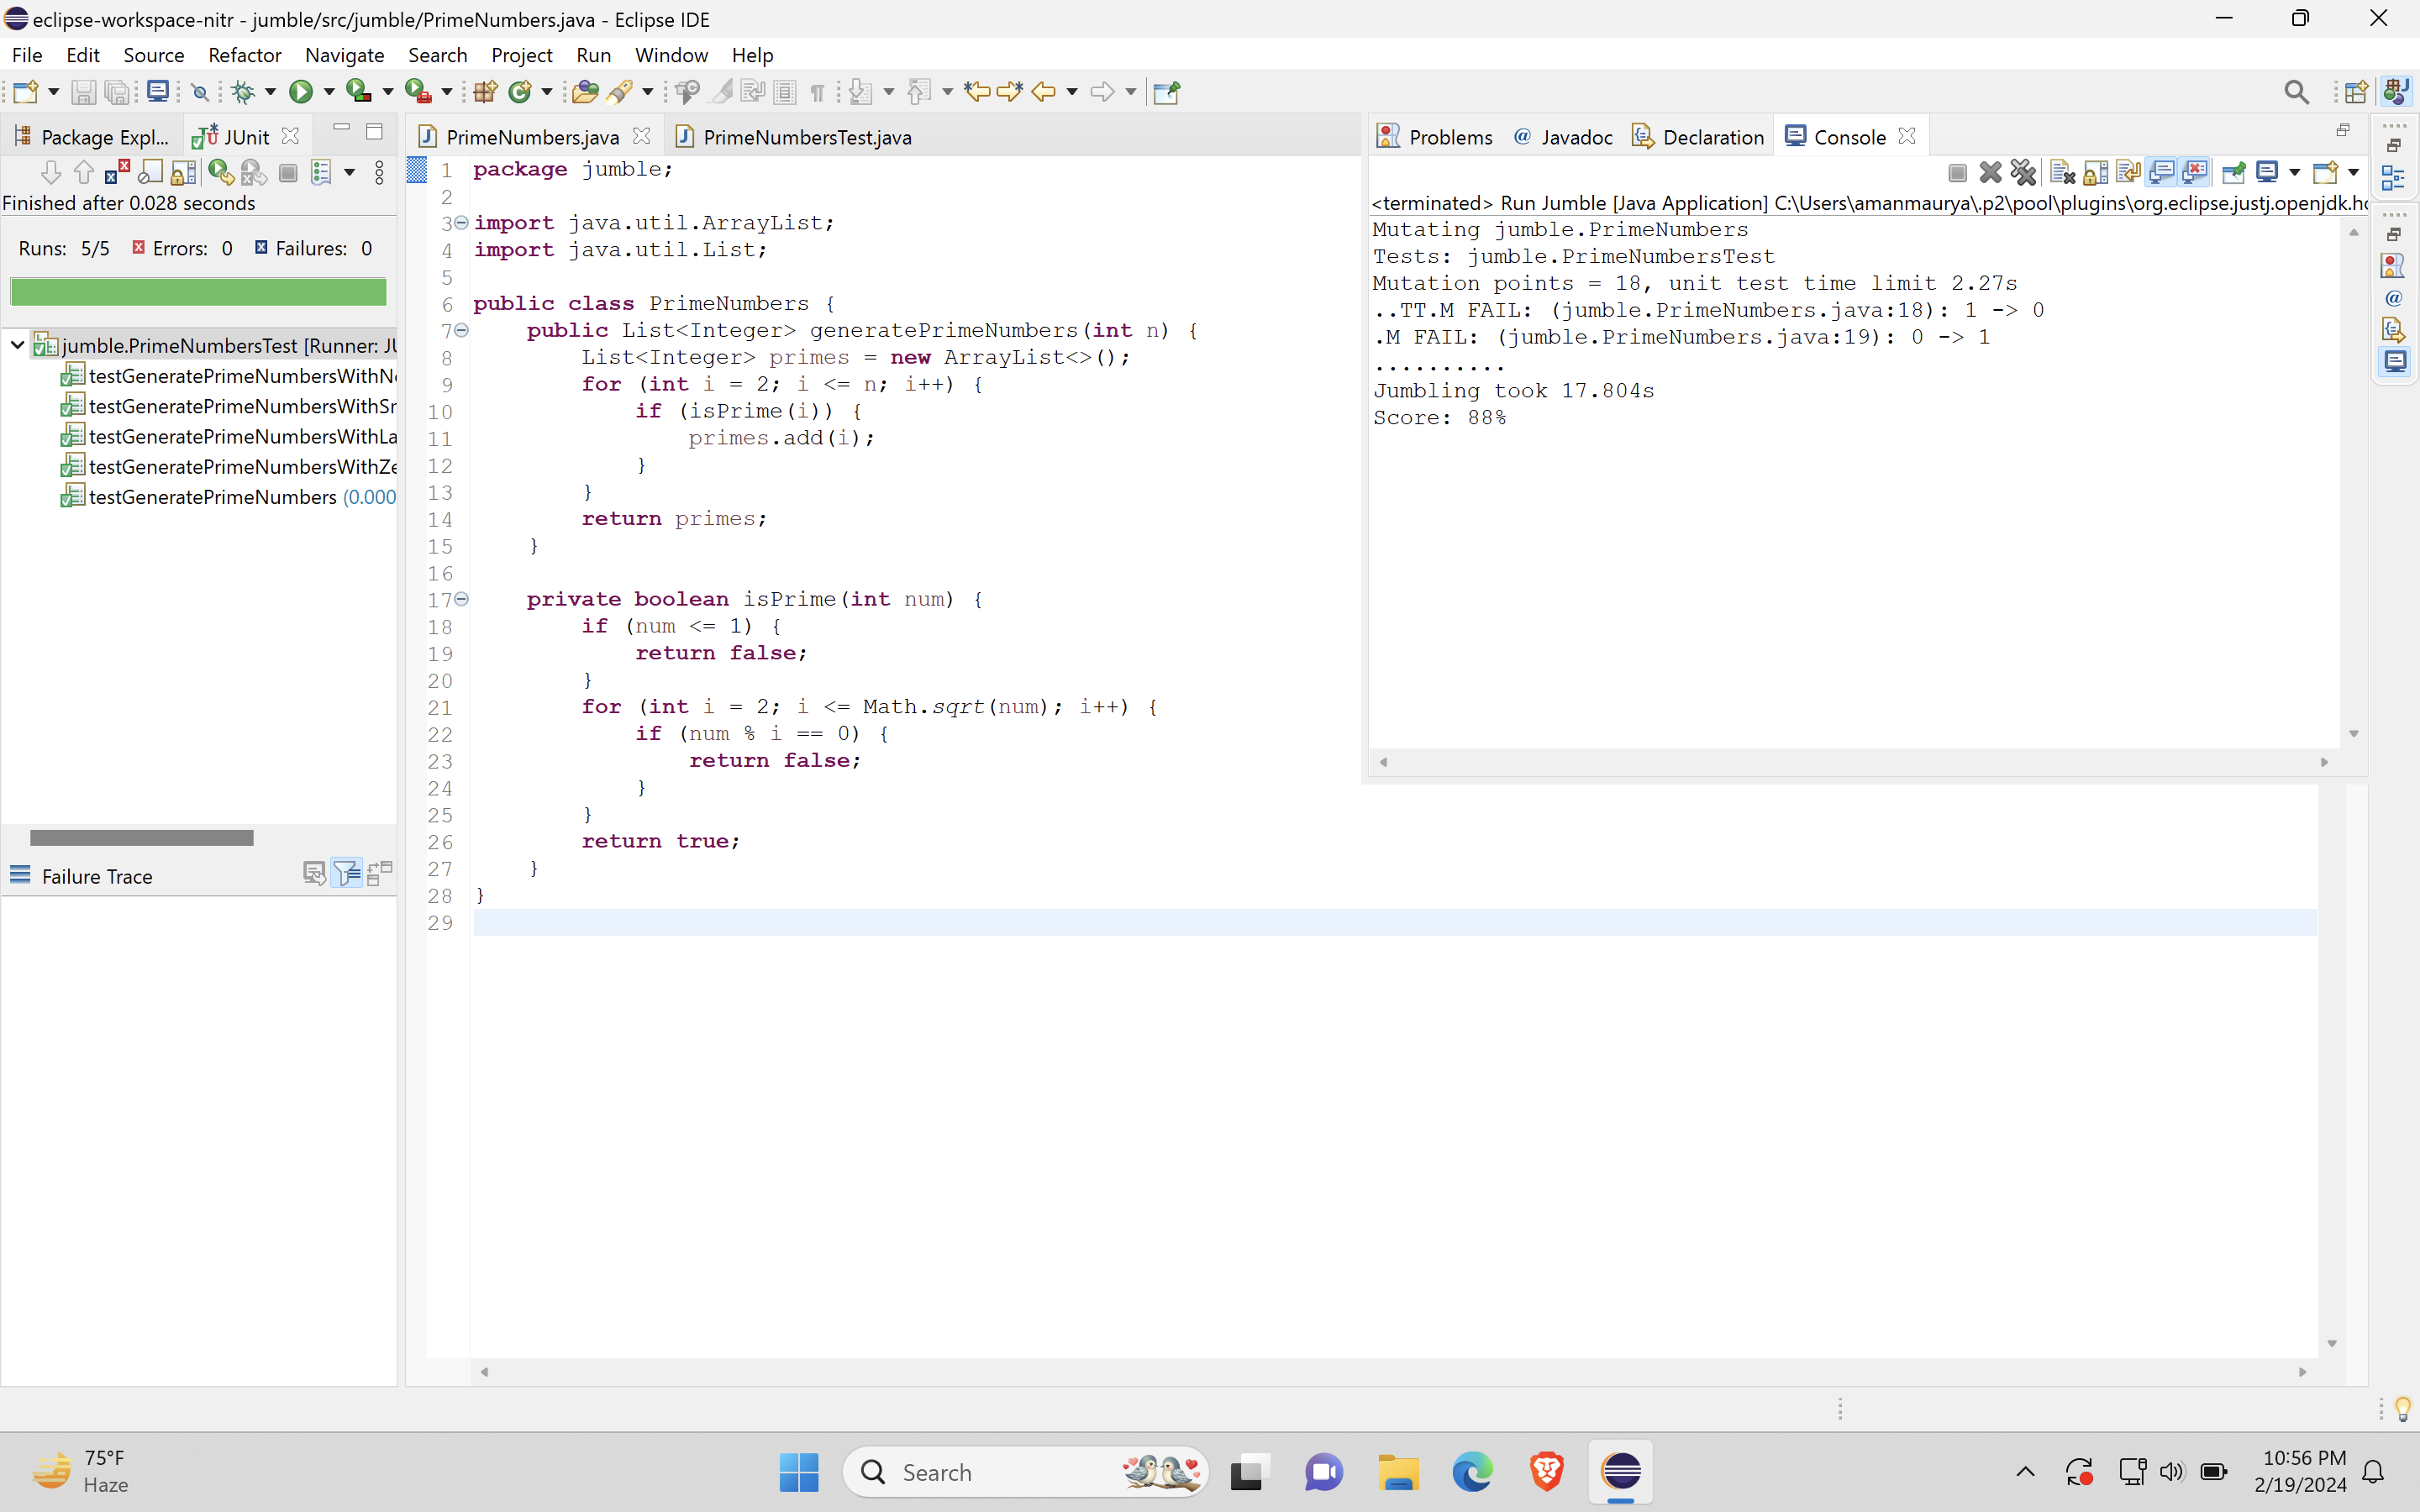 eclipse-workspace-nitr - jumble/src/jumble/PrimeNumbers.java - Eclipse IDE
File Edit Source Refactor Navigate Search Project Run Window Help
Package Expl... JUnit
Finished after 0.028 seconds
Runs: 5/5 Errors: 0 Failures: 0
jumble.PrimeNumbersTest [Runner: JU
testGeneratePrimeNumbersWithNe
testGeneratePrimeNumbersWithSr
testGeneratePrimeNumbersWithLa
testGeneratePrimeNumbersWithZe
testGeneratePrimeNumbers (0.000
Failure Trace
PrimeNumbers.java PrimeNumbersTest.java
1 package jumble;
2
3 import java.util.ArrayList;
4 import java.util.List;
5
6 public class PrimeNumbers {
7 public List<Integer> generatePrimeNumbers(int n) {
8 List<Integer> primes = new ArrayList<>();
9 for (int i = 2; i <= n; i++) {
10 if (isPrime(i)) {
11 primes.add(i);
12 }
13 }
14 return primes;
15 }
16
17 private boolean isPrime(int num) {
18 if (num <= 1) {
19 return false;
20 }
21 for (int i = 2; i <= Math.sqrt(num); i++) {
22 if (num % i == 0) {
23 return false;
24 }
25 }
26 return true;
27 }
28 }
29
Problems Javadoc Declaration Console
<terminated> Run Jumble [Java Application] C:\Users\amanmaurya\.p2\pool\plugins\org.eclipse.justj.openjdk.ho
Mutating jumble.PrimeNumbers
Tests: jumble.PrimeNumbersTest
Mutation points = 18, unit test time limit 2.27s
..TT.M FAIL: (jumble.PrimeNumbers.java:18): 1 -> 0
.M FAIL: (jumble.PrimeNumbers.java:19): 0 -> 1
..........
Jumbling took 17.804s
Score: 88%
75°F
Haze
Search
10:56 PM
2/19/2024